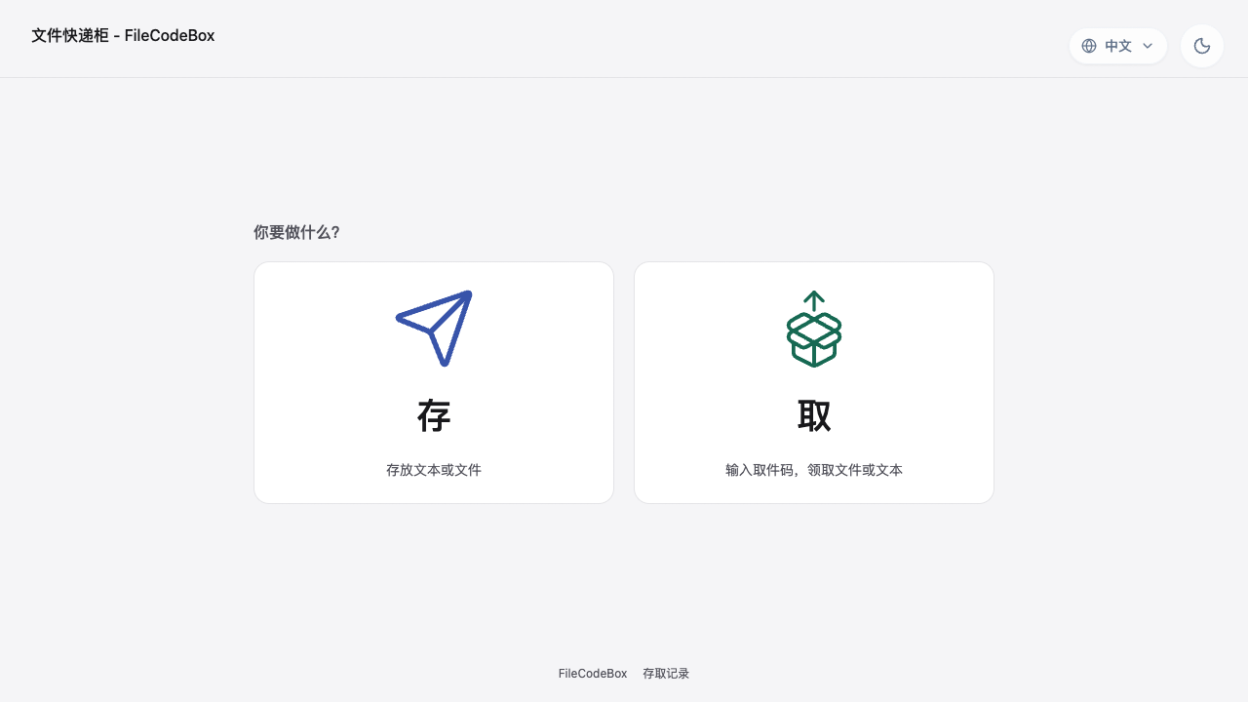 文件快递柜 - FileCodeBox
中文
你要做什么?
存
存放文本或文件
取
输入取件码，领取文件或文本
FileCodeBox
存取记录